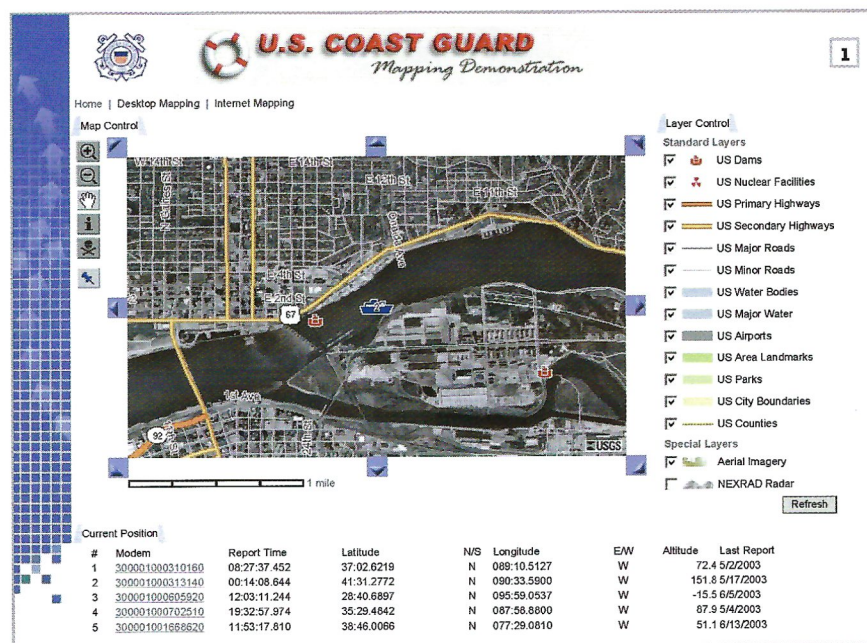 U.S. COAST GUARD
Mapping Demonstration
1
Home | Desktop Mapping | Internet Mapping
Map Control
Layer Control
Standard Layers
US Dams
US Nuclear Facilities
US Primary Highways
US Secondary Highways
US Major Roads
US Minor Roads
US Water Bodies
US Major Water
US Airports
US Area Landmarks
US Parks
US City Boundaries
US Counties
Special Layers
Aerial Imagery
NEXRAD Radar
Refresh
W 14th St
E 14th St
E 12th St
E 11th St
N Gaines St
E 4th St
E 2nd St
67
2
1st Ave
92
24th St
USGS
1 mile
Current Position
# Modem Report Time Latitude N/S Longitude E/W Altitude Last Report
1 300001000310160 08:27:37.452 37:02.6219 N 089:10.5127 W 72.4 5/2/2003
2 300001000313140 00:14:08.644 41:31.2772 N 090:33.5900 W 151.8 5/17/2003
3 300001000605920 12:03:11.244 28:40.6897 N 095:59.0537 W -15.5 6/5/2003
4 300001000702510 19:32:57.974 35:29.4842 N 087:58.8800 W 87.9 5/4/2003
5 300001001668620 11:53:17.810 38:46.0066 N 077:29.0810 W 51.1 6/13/2003